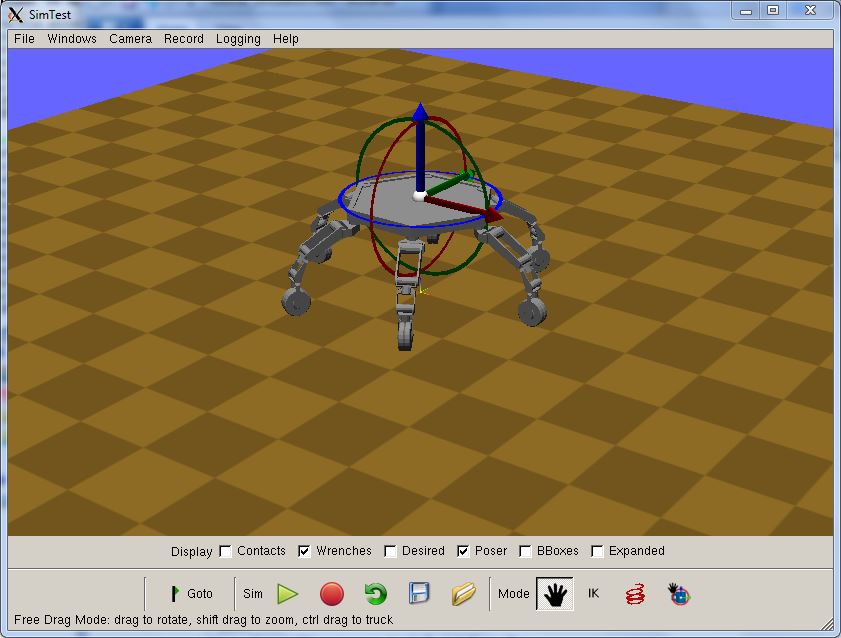 SimTest
File Windows Camera Record Logging Help
Display Contacts Wrenches Desired Poser BBoxes Expanded
Goto Sim Mode IK
Free Drag Mode: drag to rotate, shift drag to zoom, ctrl drag to truck